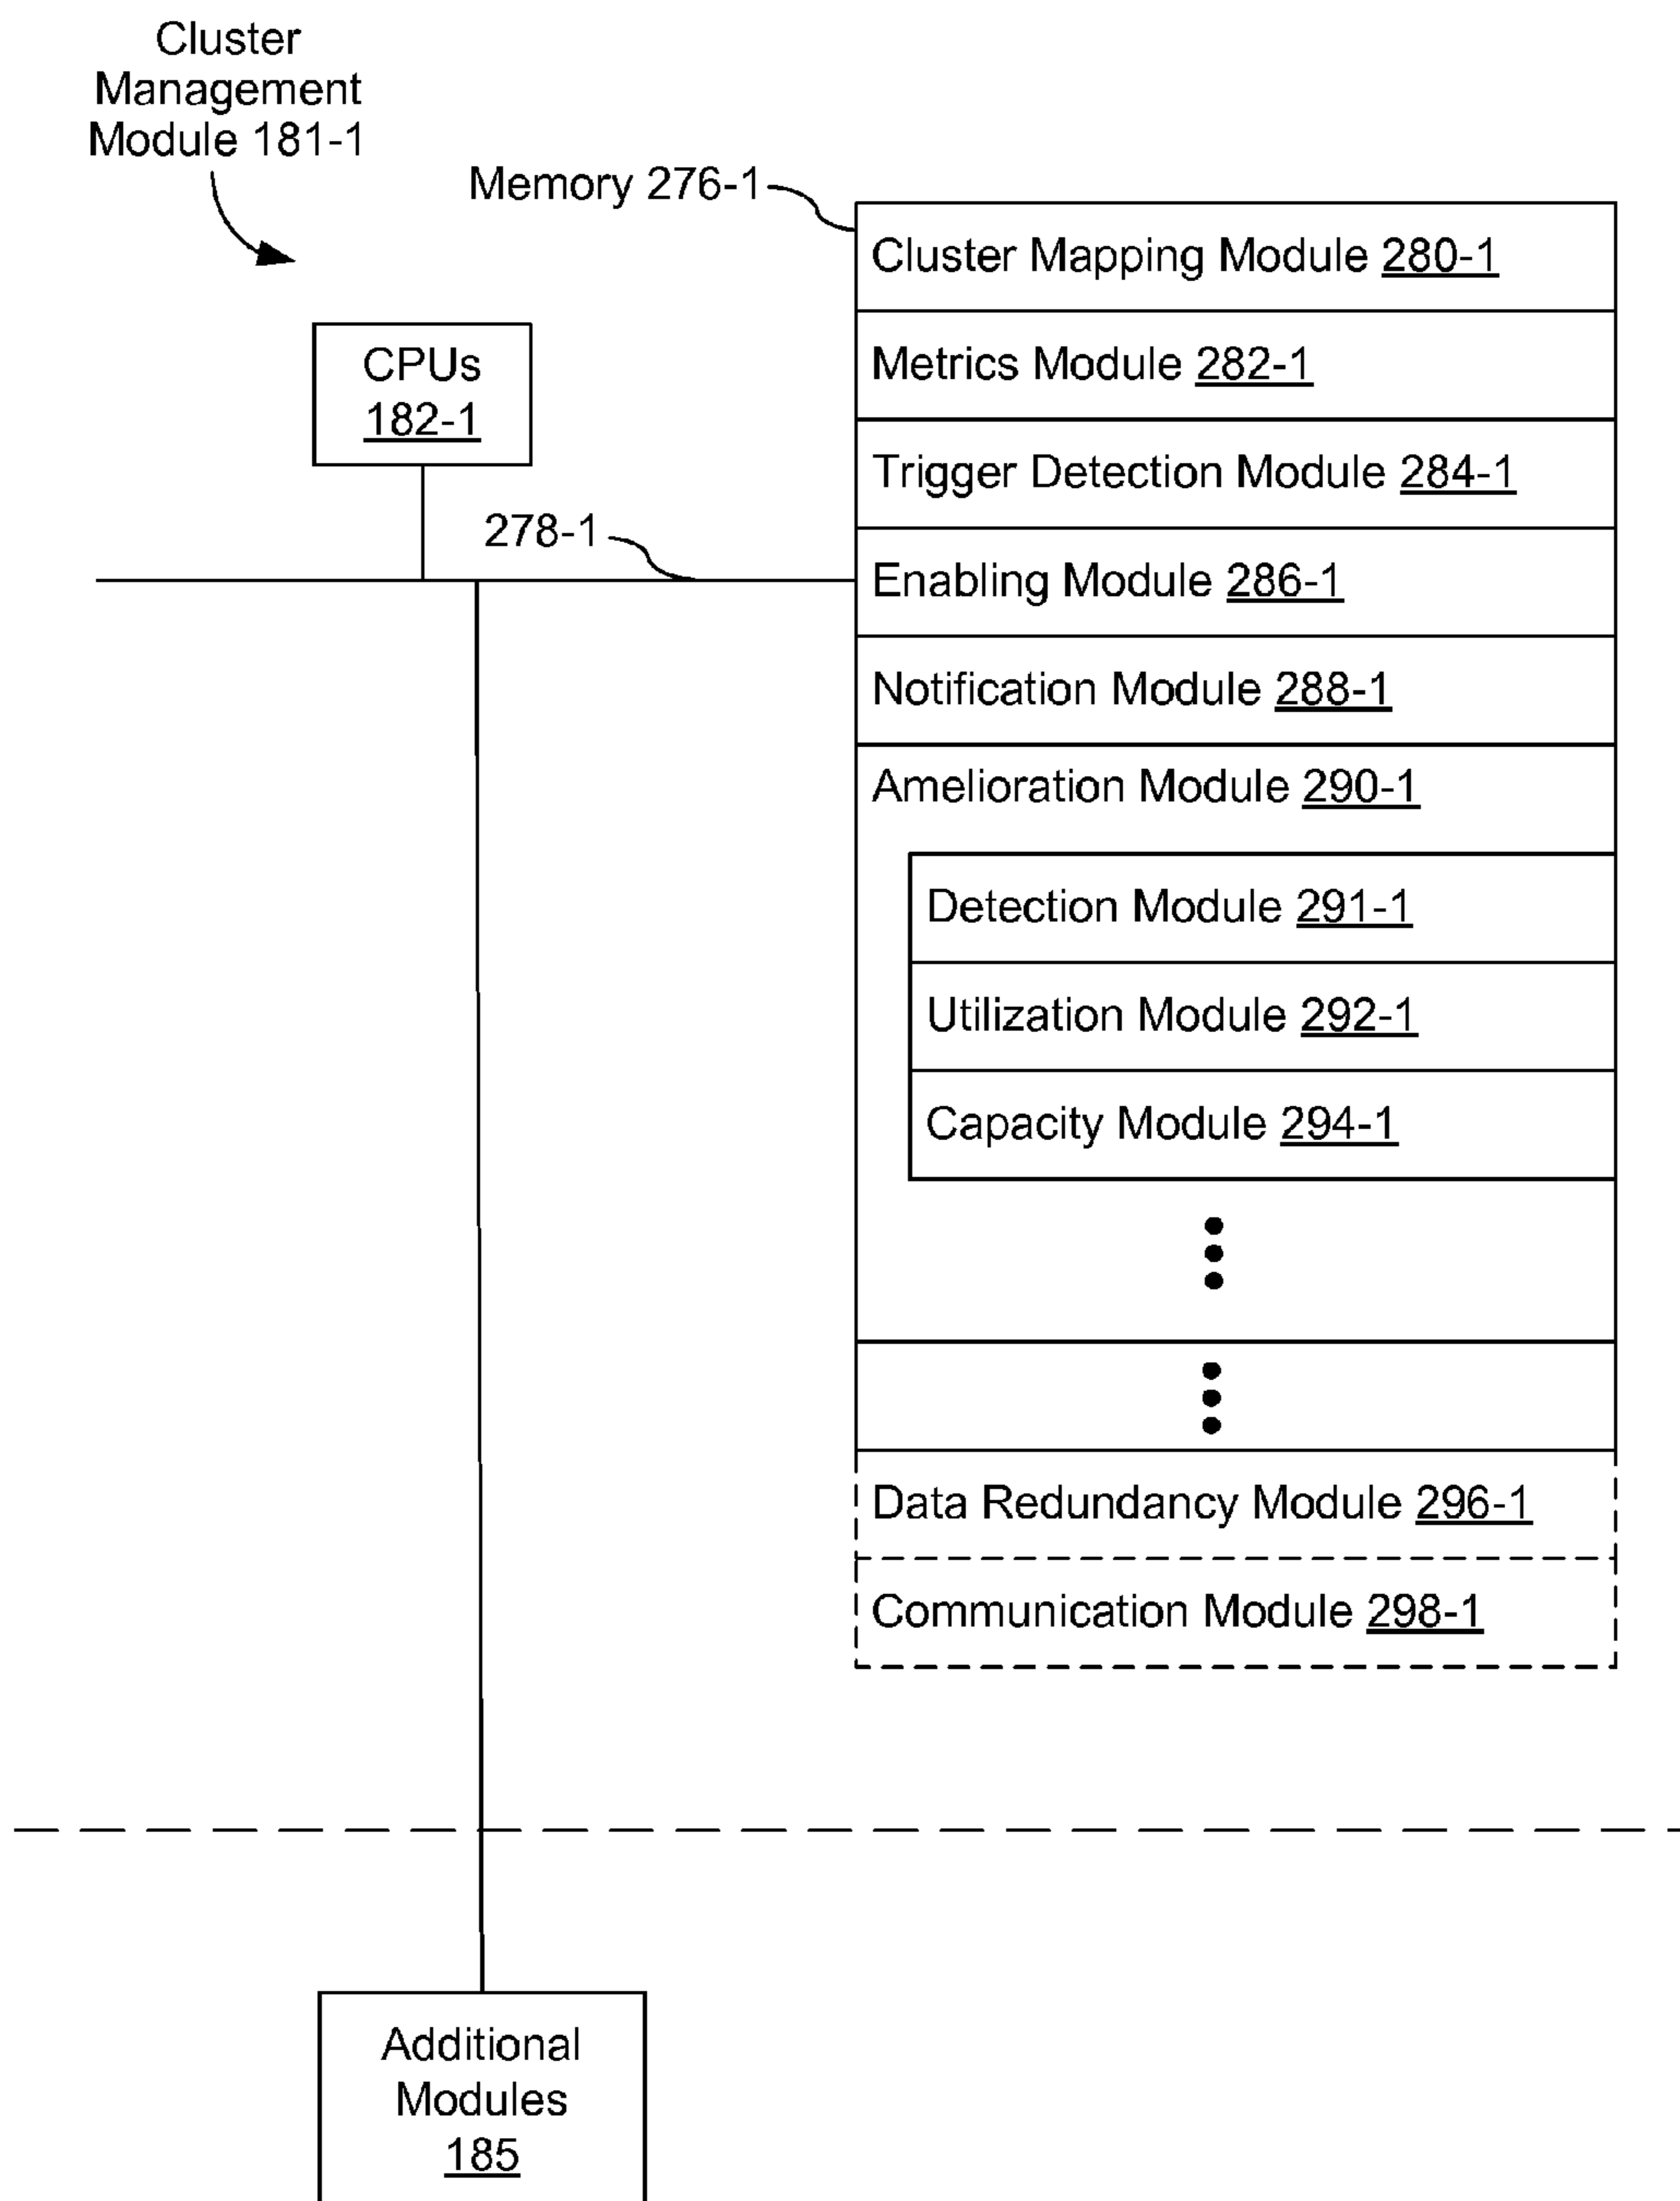 Cluster
Management
Module 181-1
Memory 276-1
Cluster Mapping Module 280-1
CPUs
182-1
Metrics Module 282-1
Trigger Detection Module 284-1
278-1
Enabling Module 286-1
Notification Module 288-1
Amelioration Module 290-1
Detection Module 291-1
Utilization Module 292-1
Capacity Module 294-1
Data Redundancy Module 296-1
Communication Module 298-1
Additional
Modules
185